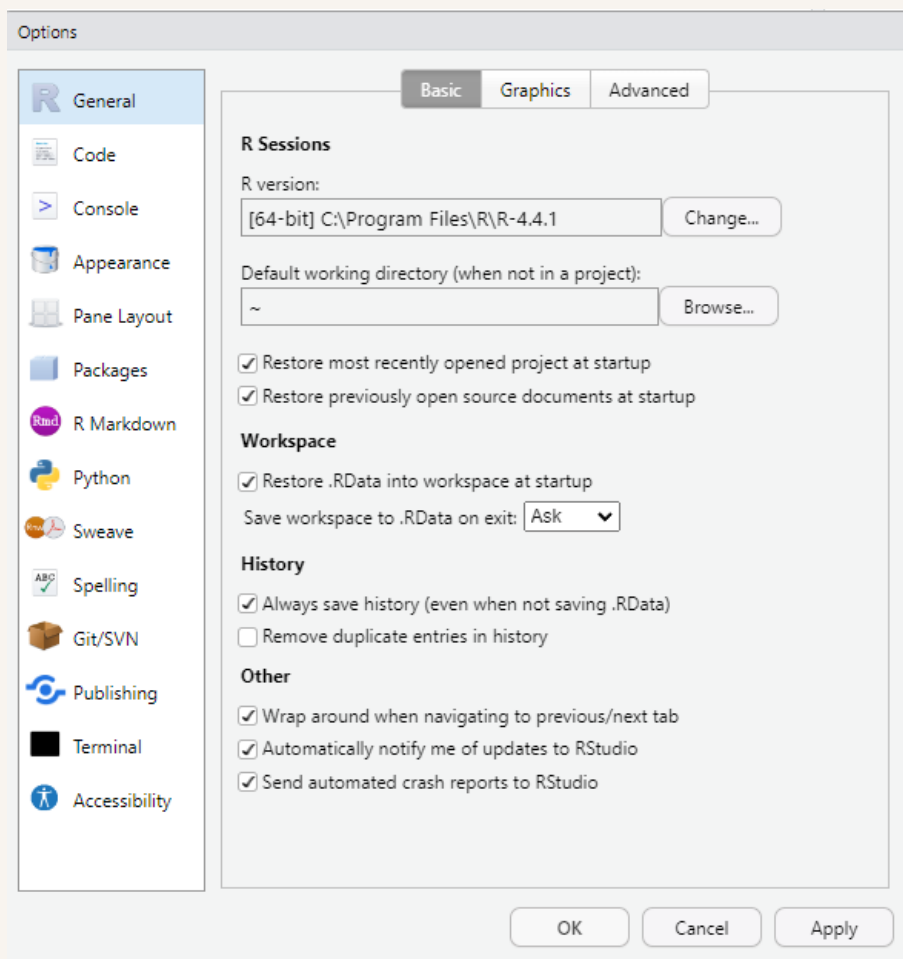 Options
General
Code
Console
Appearance
Pane Layout
Packages
Rmd
R Markdown
Python
Sweave
ABC
Spelling
Git/SVN
Publishing
Terminal
Accessibility
Basic Graphics Advanced
R Sessions
R version:
[64-bit] C:\Program Files\R\R-4.4.1 Change...
Default working directory (when not in a project):
~ Browse...
Restore most recently opened project at startup
Restore previously open source documents at startup
Workspace
Restore .RData into workspace at startup
Save workspace to .RData on exit: Ask
History
Always save history (even when not saving .RData)
Remove duplicate entries in history
Other
Wrap around when navigating to previous/next tab
Automatically notify me of updates to RStudio
Send automated crash reports to RStudio
OK Cancel Apply